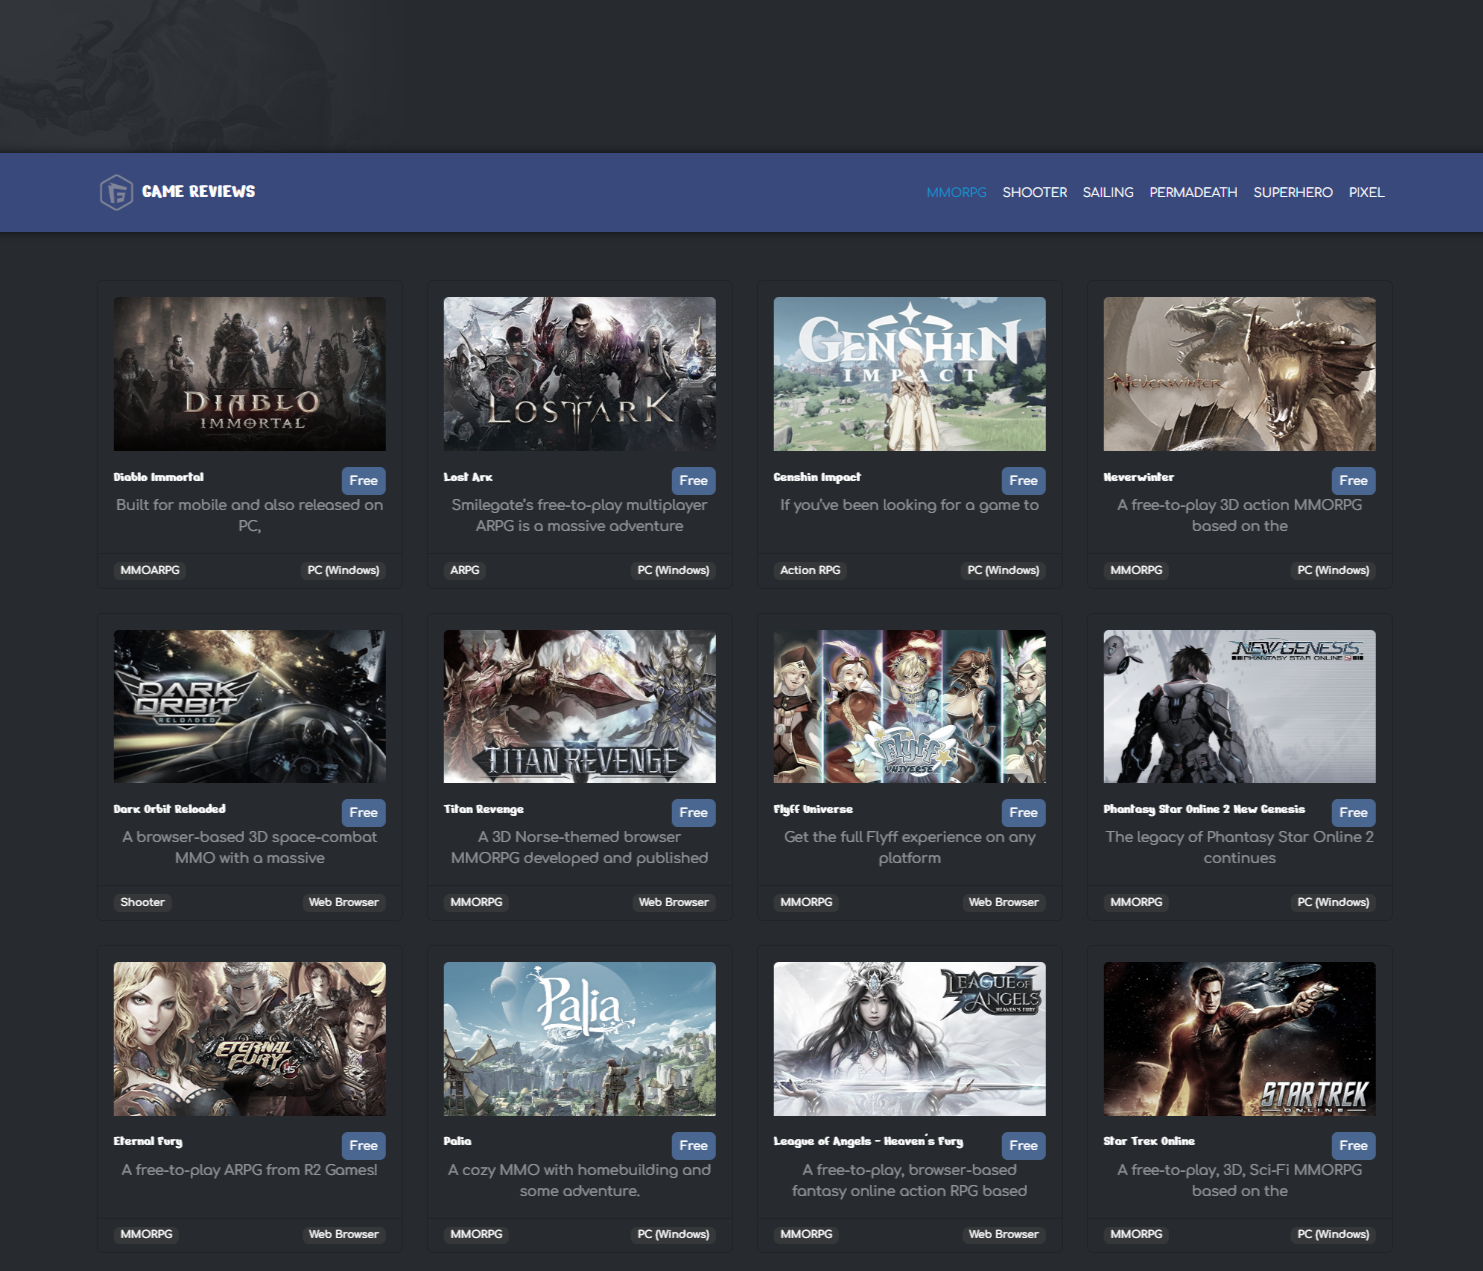 GAME REVIEWS
MMORPG SHOOTER SAILING PERMADEATH SUPERHERO PIXEL
DIABLO
IMMORTAL
LOST ARK
GENSHIN
IMPACT
NEVERWINTER
Diablo Immortal
Free
Built for mobile and also released on
PC,
MMOARPG
PC (Windows)
Lost Ark
Free
Smilegate's free-to-play multiplayer
ARPG is a massive adventure
ARPG
PC (Windows)
Genshin Impact
Free
If you've been looking for a game to
Action RPG
PC (Windows)
Neverwinter
Free
A free-to-play 3D action MMORPG
based on the
MMORPG
PC (Windows)
DARK
ORBIT
RELOADED
TITAN REVENGE
Flyff
UNIVERSE
NEW GENESIS
PHANTASY STAR ONLINE 2
Dark Orbit Reloaded
Free
A browser-based 3D space-combat
MMO with a massive
Shooter
Web Browser
Titan Revenge
Free
A 3D Norse-themed browser
MMORPG developed and published
MMORPG
Web Browser
Flyff Universe
Free
Get the full Flyff experience on any
platform
MMORPG
Web Browser
Phantasy Star Online 2 New Genesis
Free
The legacy of Phantasy Star Online 2
continues
MMORPG
PC (Windows)
ETERNAL
FURY
H5
Palia
LEAGUE OF
ANGELS
HEAVEN'S FURY
STAR TREK
ONLINE
Eternal Fury
Free
A free-to-play ARPG from R2 Games!
MMORPG
Web Browser
Palia
Free
A cozy MMO with homebuilding and
some adventure.
MMORPG
PC (Windows)
League of Angels - Heaven's Fury
Free
A free-to-play, browser-based
fantasy online action RPG based
MMORPG
Web Browser
Star Trek Online
Free
A free-to-play, 3D, Sci-Fi MMORPG
based on the
MMORPG
PC (Windows)